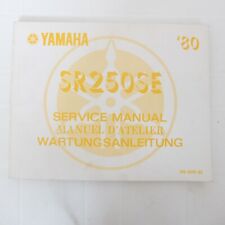 YAMAHA '80
SR250SE
SERVICE MANUAL
MANUEL D'ATELIER
WARTUNGSANLEITUNG